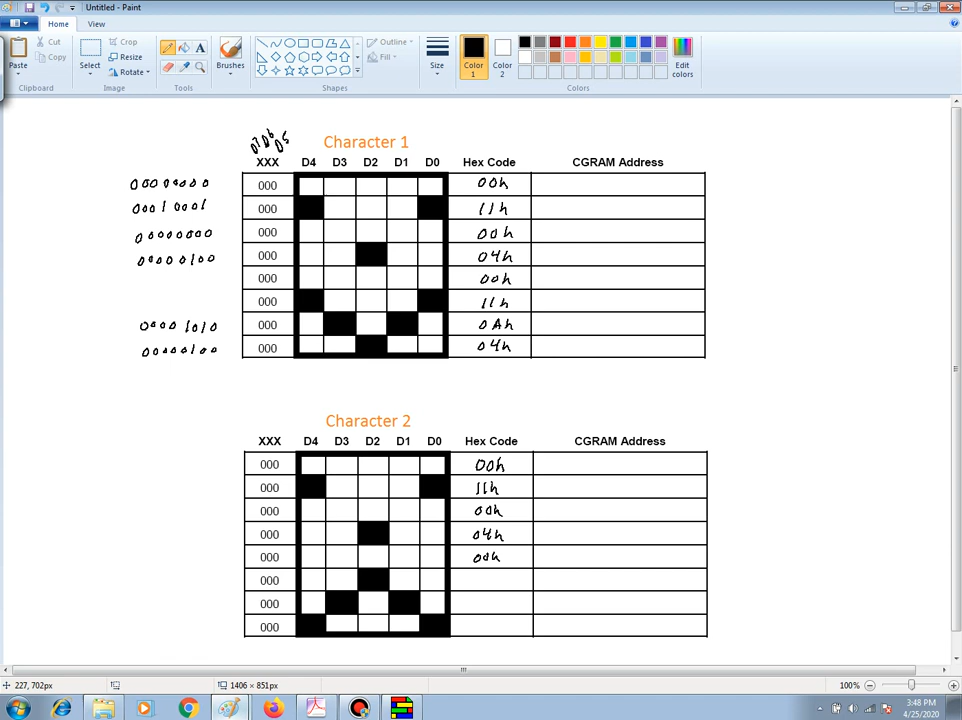 Untitled - Paint
Home View
Paste Cut Copy Select Crop Resize Rotate Brushes Outline Fill Size Color 1 Color 2 Edit colors
Clipboard Image Tools Shapes Colors
D7 D6 D5 Character 1
XXX D4 D3 D2 D1 D0 Hex Code CGRAM Address
00000000 000 00h
00010001 000 11h
00000000 000 00h
00000100 000 04h
000 00h
000 11h
00001010 000 0Ah
00000100 000 04h
Character 2
XXX D4 D3 D2 D1 D0 Hex Code CGRAM Address
000 00h
000 11h
000 00h
000 04h
000 00h
000
000
000
227, 702px 1406 × 851px 100%
3:48 PM
4/25/2020